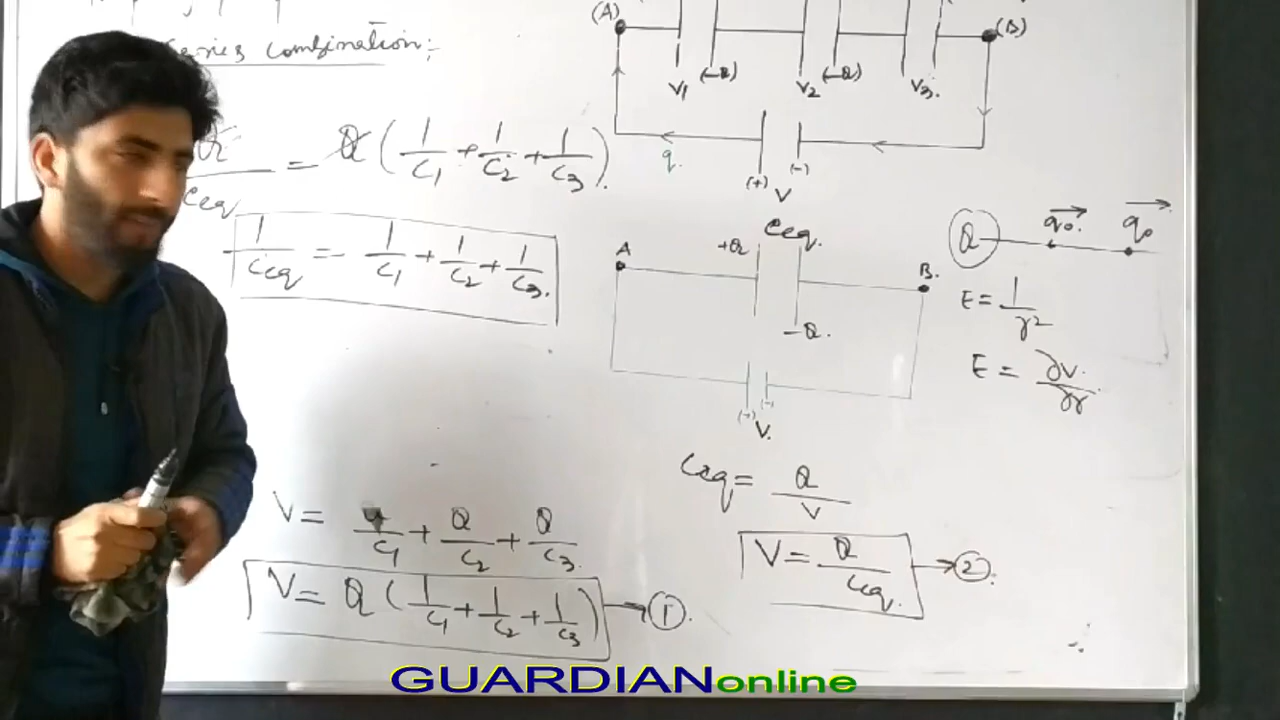 (A)
(B)
Series combination:
V1 (-Q) V2 (-Q) V3.
Q/Ceq = Q (1/C1 + 1/C2 + 1/C3).
q.
(+) (-)
V
1/Ceq = 1/C1 + 1/C2 + 1/C3.
Ceq.
A +Q B.
-Q.
(+) (-)
V.
Q q0. q0
E = 1/r²
E = ∂V./∂r
Ceq = Q/V
V = Q/C1 + Q/C2 + Q/C3.
V = Q/Ceq. → 2.
V = Q (1/C1 + 1/C2 + 1/C3) → 1.
GUARDIANonline